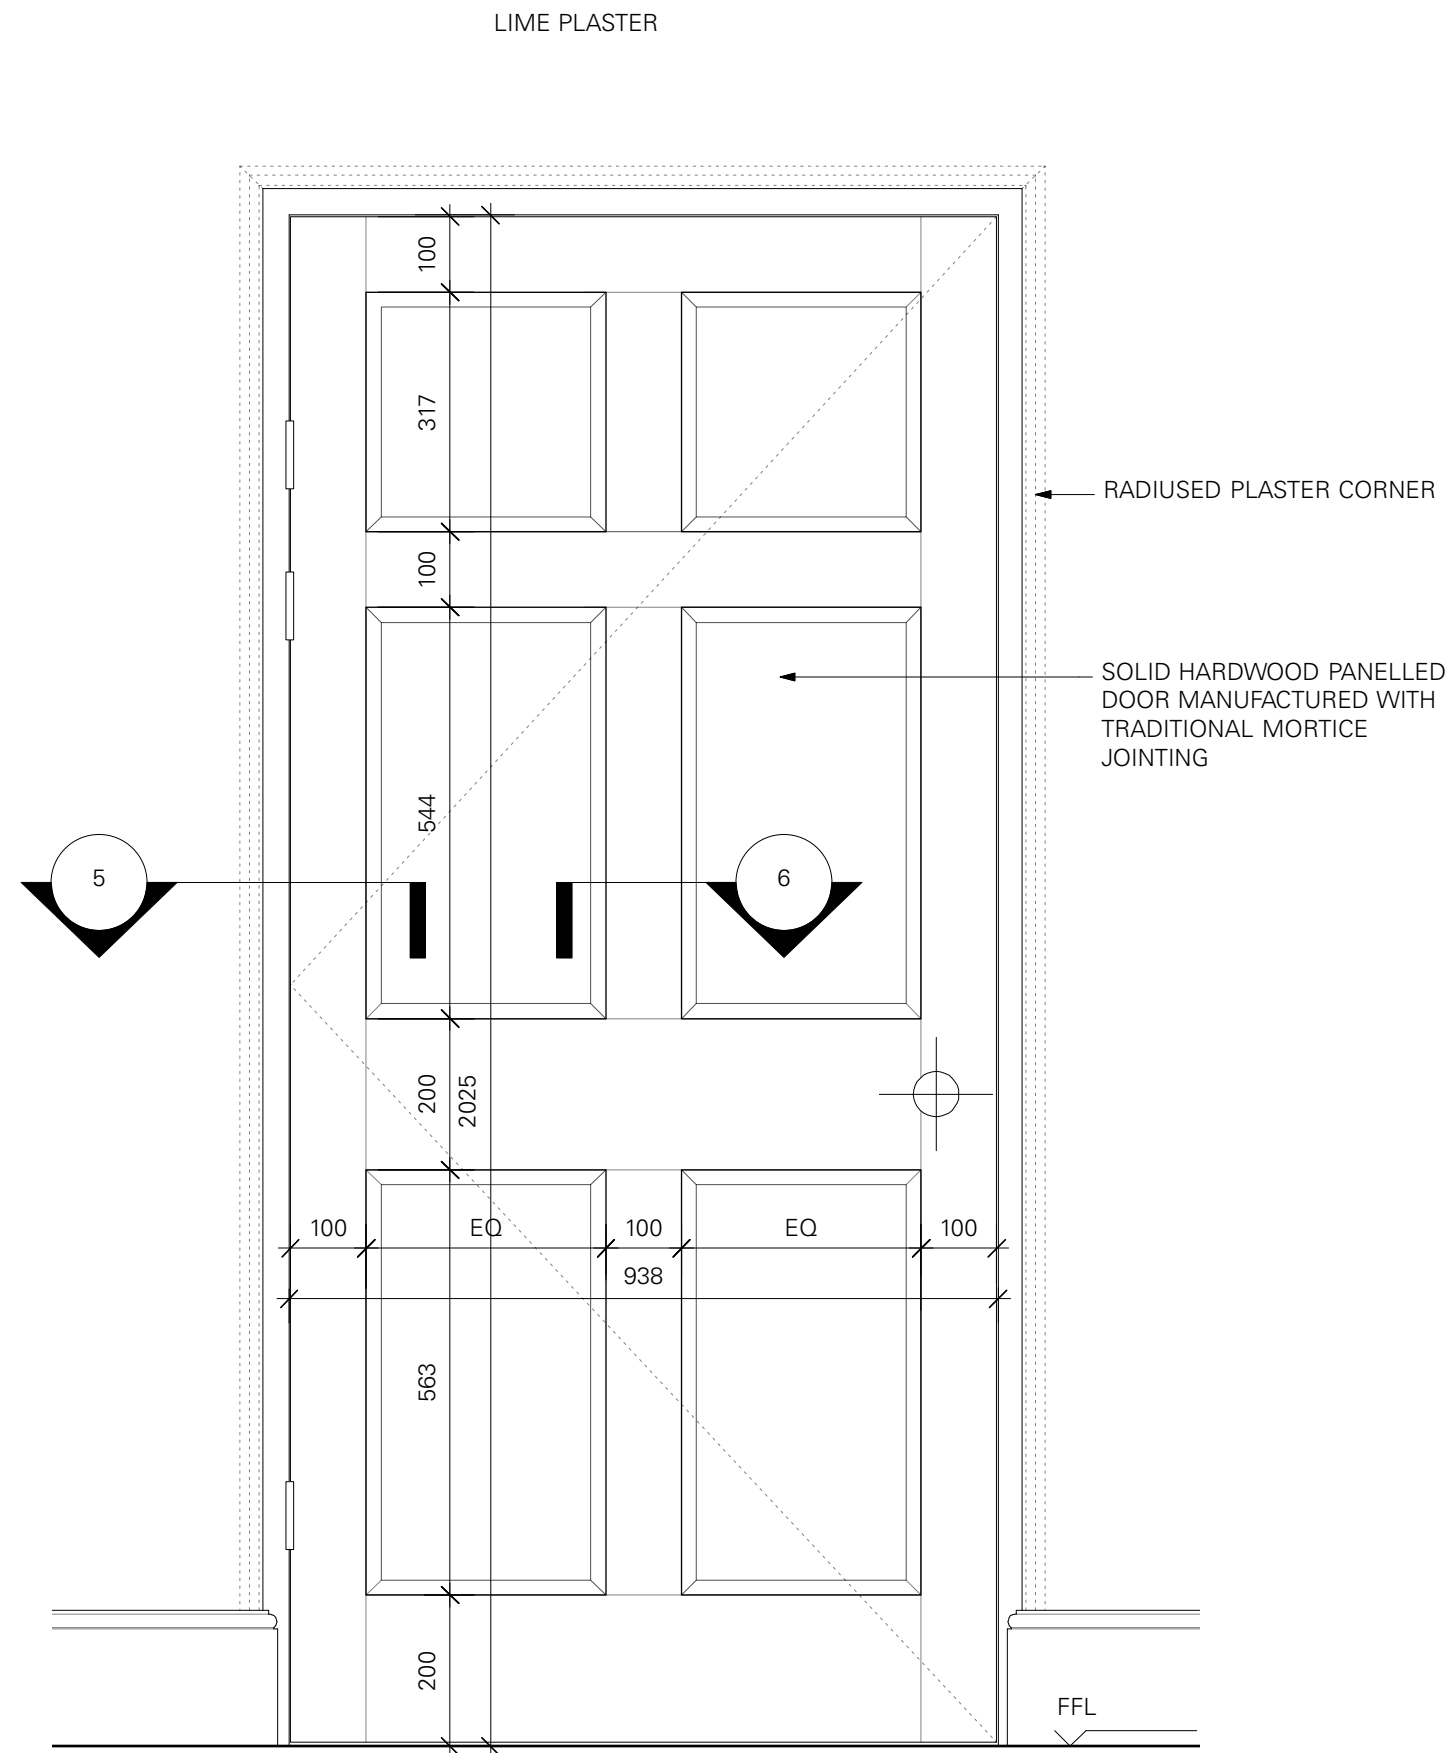 LIME PLASTER
100
317
RADIUSED PLASTER CORNER
100
SOLID HARDWOOD PANELLED
DOOR MANUFACTURED WITH
TRADITIONAL MORTICE
JOINTING
544
5
6
200
2025
100
EQ
100
EQ
100
938
563
200
FFL